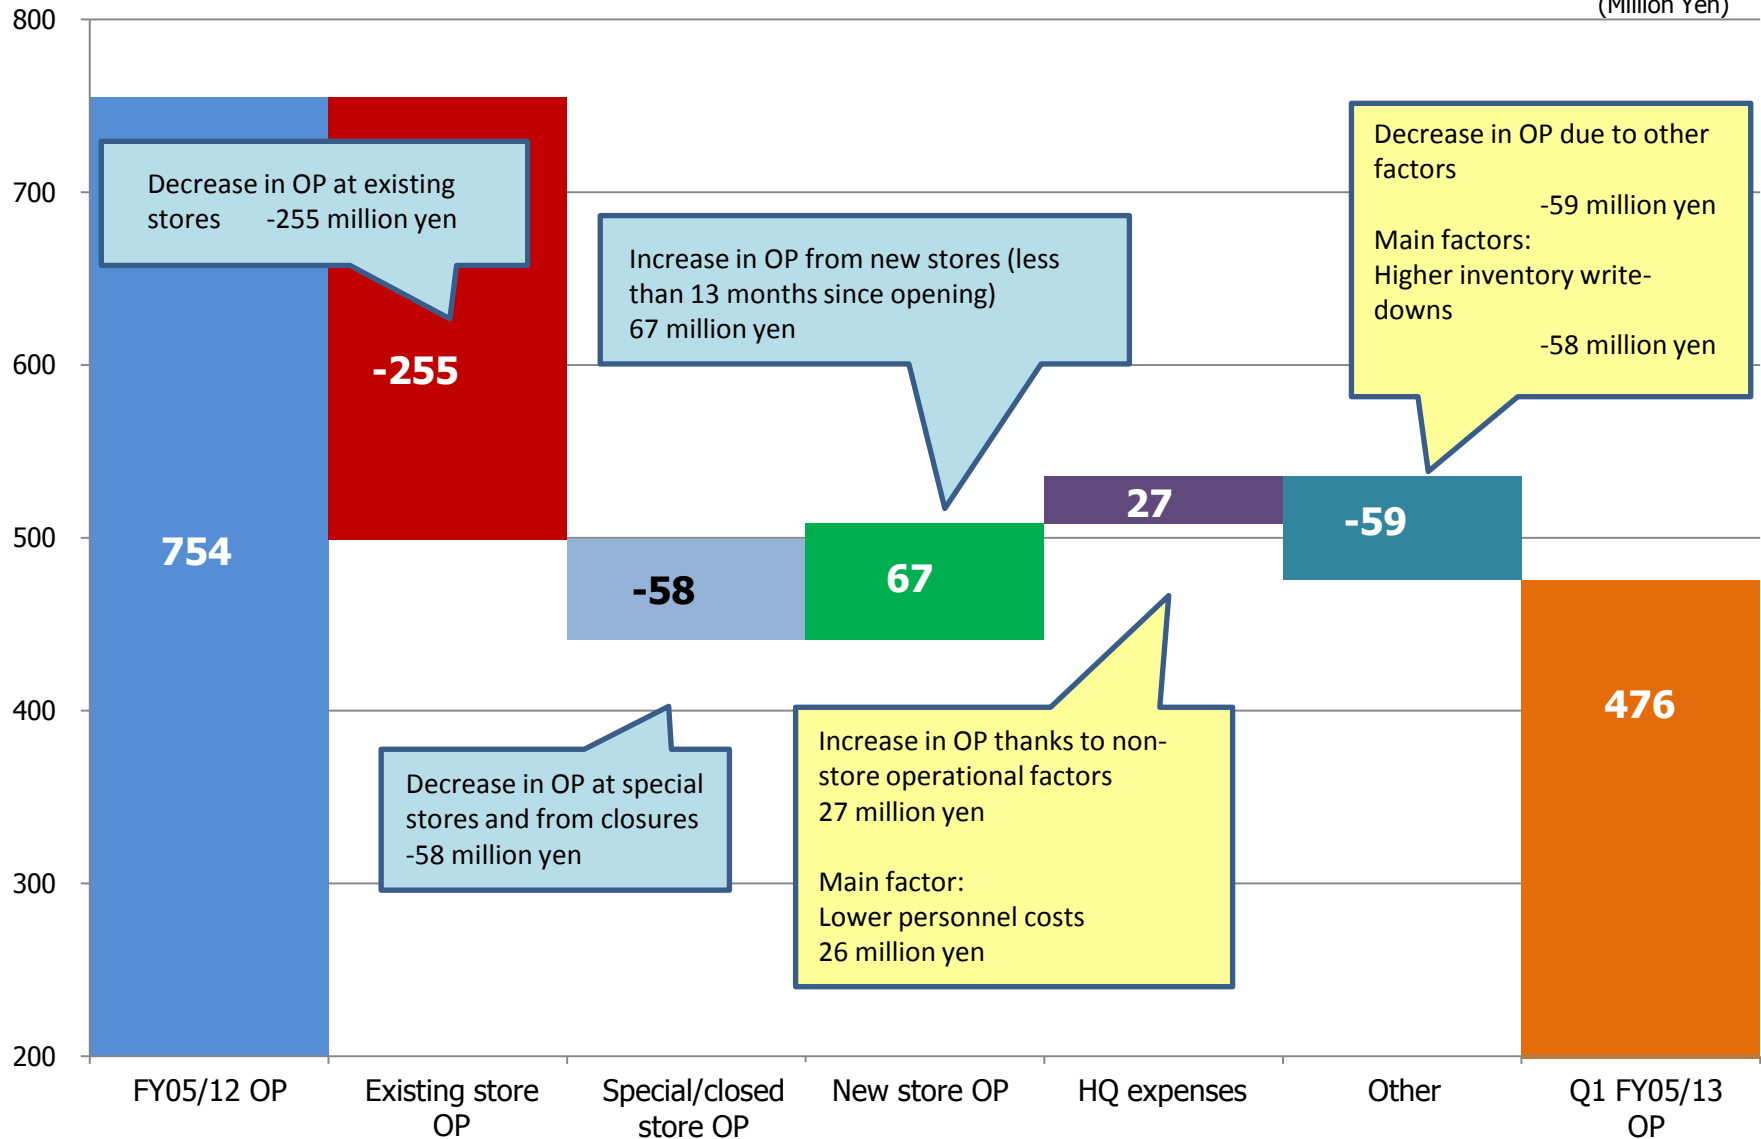 (Million Yen)
800
700
600
500
400
300
200
Decrease in OP at existing
stores -255 million yen
Increase in OP from new stores (less
than 13 months since opening)
67 million yen
Decrease in OP due to other
factors
-59 million yen
Main factors:
Higher inventory write-
downs
-58 million yen
Decrease in OP at special
stores and from closures
-58 million yen
Increase in OP thanks to non-
store operational factors
27 million yen
Main factor:
Lower personnel costs
26 million yen
754
-255
-58
67
27
-59
476
FY05/12 OP
Existing store
OP
Special/closed
store OP
New store OP
HQ expenses
Other
Q1 FY05/13
OP